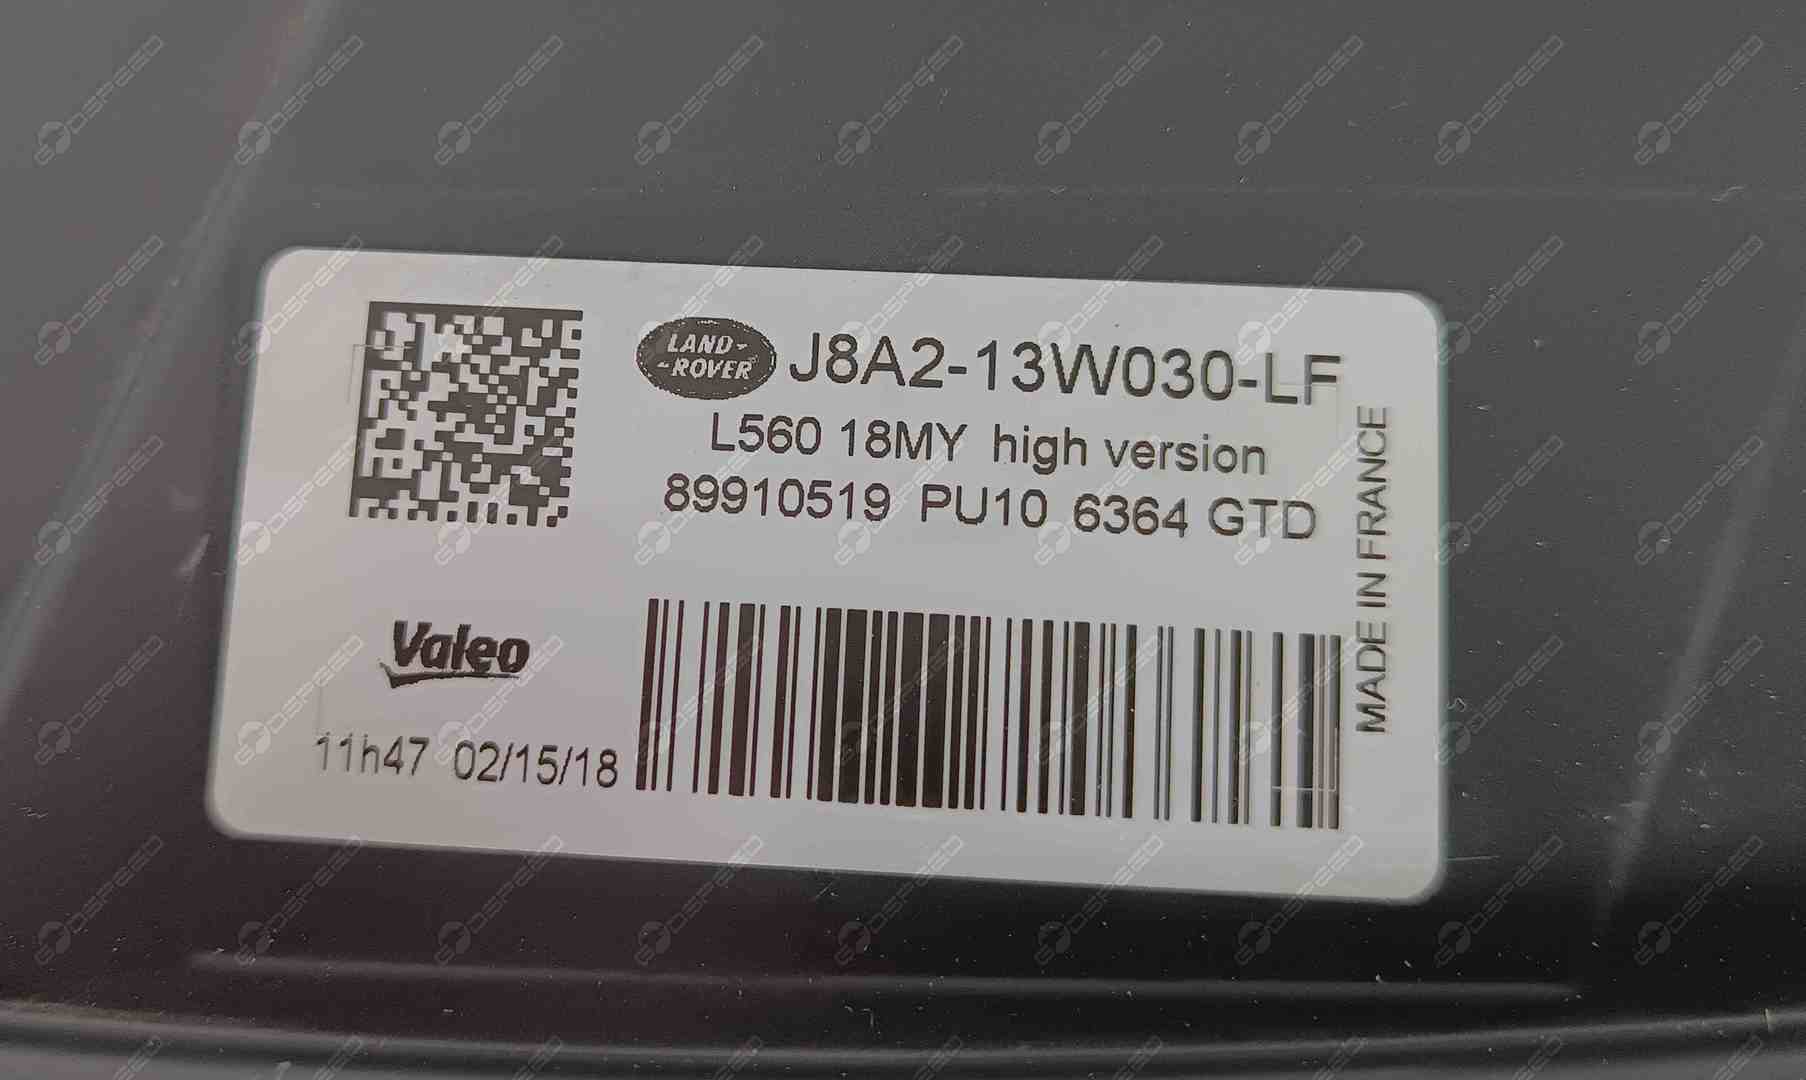 LAND-
-ROVER
J8A2-13W030-LF
L560 18MY high version
89910519 PU10 6364 GTD
MADE IN FRANCE
Valeo
11h47 02/15/18
GDSPEED